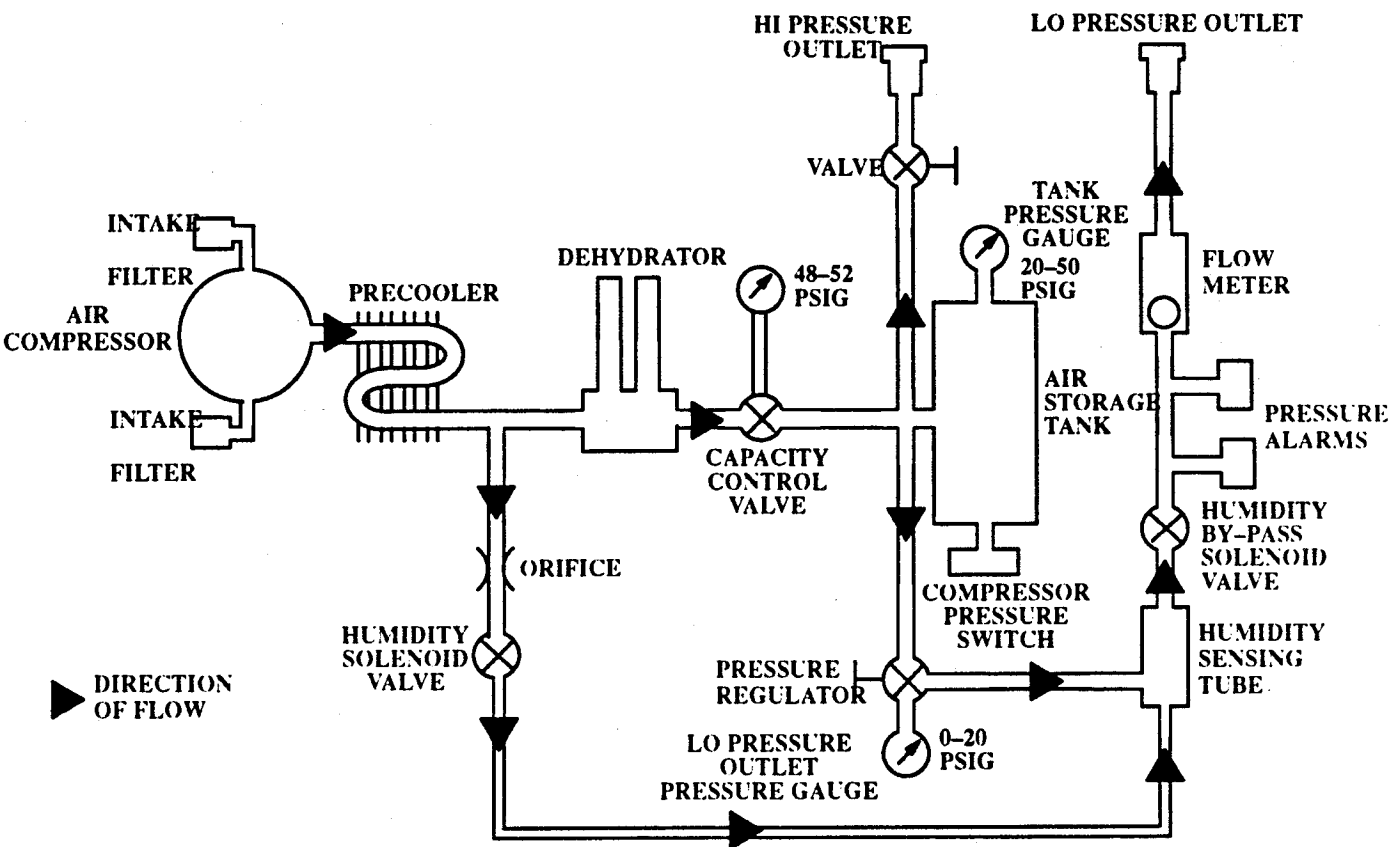 HI PRESSURE
OUTLET
LO PRESSURE OUTLET
VALVE
TANK
PRESSURE
GAUGE
20–50
PSIG
INTAKE
FILTER
AIR
COMPRESSOR
INTAKE
FILTER
PRECOOLER
DEHYDRATOR
48–52
PSIG
FLOW
METER
AIR
STORAGE
TANK
PRESSURE
ALARMS
CAPACITY
CONTROL
VALVE
HUMIDITY
BY–PASS
SOLENOID
VALVE
ORIFICE
COMPRESSOR
PRESSURE
SWITCH
HUMIDITY
SOLENOID
VALVE
PRESSURE
REGULATOR
HUMIDITY
SENSING
TUBE
DIRECTION
OF FLOW
LO PRESSURE
OUTLET
PRESSURE GAUGE
0–20
PSIG